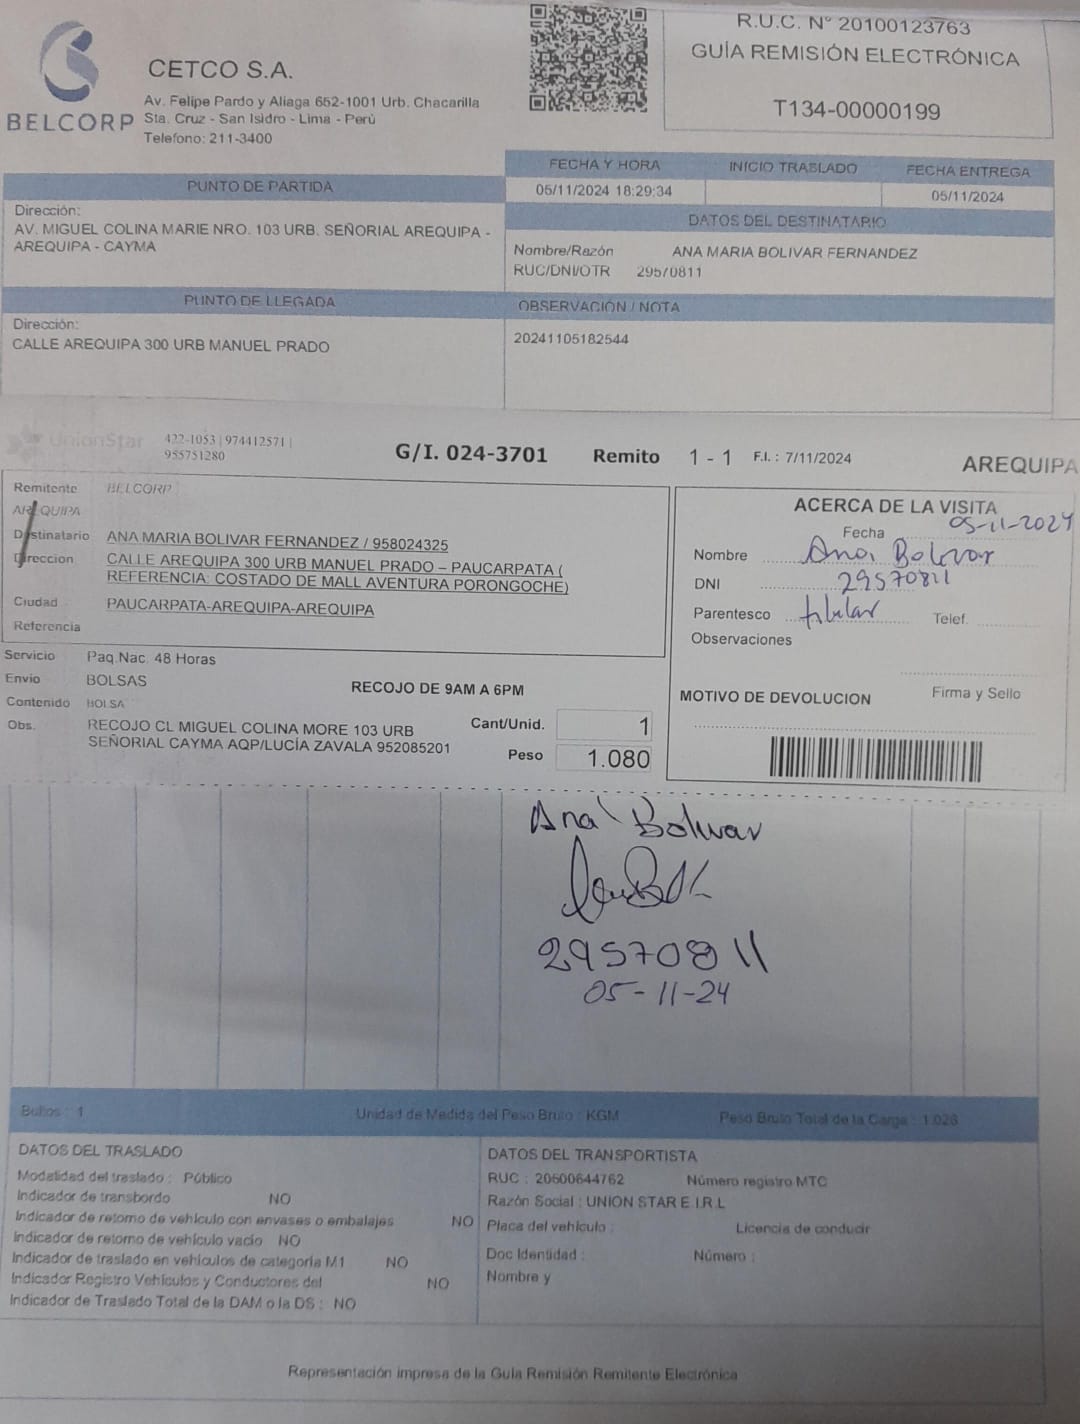 BELCORP
CETCO S.A.
Av. Felipe Pardo y Aliaga 652-1001 Urb. Chacarilla
Sta. Cruz - San Isidro - Lima - Perú
Telefono: 211-3400
R.U.C. N° 20100123763
GUÍA REMISIÓN ELECTRÓNICA
T134-00000199
FECHA Y HORA INICIO TRASLADO FECHA ENTREGA
05/11/2024 18:29:34 05/11/2024
PUNTO DE PARTIDA
Dirección:
AV. MIGUEL COLINA MARIE NRO. 103 URB. SEÑORIAL AREQUIPA -
AREQUIPA - CAYMA
DATOS DEL DESTINATARIO
Nombre/Razón ANA MARIA BOLIVAR FERNANDEZ
RUC/DNI/OTR 29570811
PUNTO DE LLEGADA
Dirección:
CALLE AREQUIPA 300 URB MANUEL PRADO
OBSERVACIÓN / NOTA
20241105182544
UnionStar
422-1053 | 974412571 |
955751280
G/I. 024-3701 Remito 1 - 1 F.I. : 7/11/2024 AREQUIPA
Remitente BELCORP
AREQUIPA
Destinatario ANA MARIA BOLIVAR FERNANDEZ / 958024325
Direccion CALLE AREQUIPA 300 URB MANUEL PRADO – PAUCARPATA (
REFERENCIA: COSTADO DE MALL AVENTURA PORONGOCHE)
Ciudad PAUCARPATA-AREQUIPA-AREQUIPA
Referencia
Servicio Paq.Nac. 48 Horas
Envio BOLSAS
Contenido BOLSA
RECOJO DE 9AM A 6PM
Obs. RECOJO CL MIGUEL COLINA MORE 103 URB
SEÑORIAL CAYMA AQP/LUCÍA ZAVALA 952085201
Cant/Unid. 1
Peso 1.080
ACERCA DE LA VISITA
Fecha 05-11-2024
Nombre Ana Bolivar
DNI 29570811
Parentesco titular Telef.
Observaciones
Firma y Sello
MOTIVO DE DEVOLUCION
Ana Bolivar
29570811
05-11-24
Bultos : 1 Unidad de Medida del Peso Bruto : KGM Peso Bruto Total de la Carga : 1.026
DATOS DEL TRASLADO
Modalidad del traslado : Público
Indicador de transbordo NO
Indicador de retorno de vehículo con envases o embalajes NO
Indicador de retorno de vehículo vacío NO
Indicador de traslado en vehículos de categoría M1 NO
Indicador Registro Vehículos y Conductores del NO
Indicador de Traslado Total de la DAM o la DS : NO
DATOS DEL TRANSPORTISTA
RUC : 20600644762 Número registro MTC
Razón Social : UNION STAR E.I.R.L
Placa del vehículo : Licencia de conducir
Doc Identidad : Número :
Nombre y
Representación impresa de la Guía Remisión Remitente Electrónica